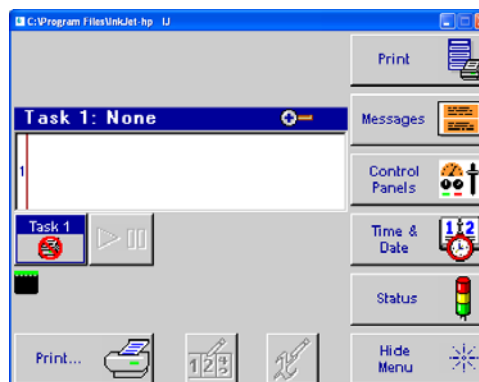 C:\Program Files\InkJet-hp IJ
Print
Task 1: None
Messages
1
Control
Panels
Task 1
Time &
Date
Status
Print...
Hide
Menu